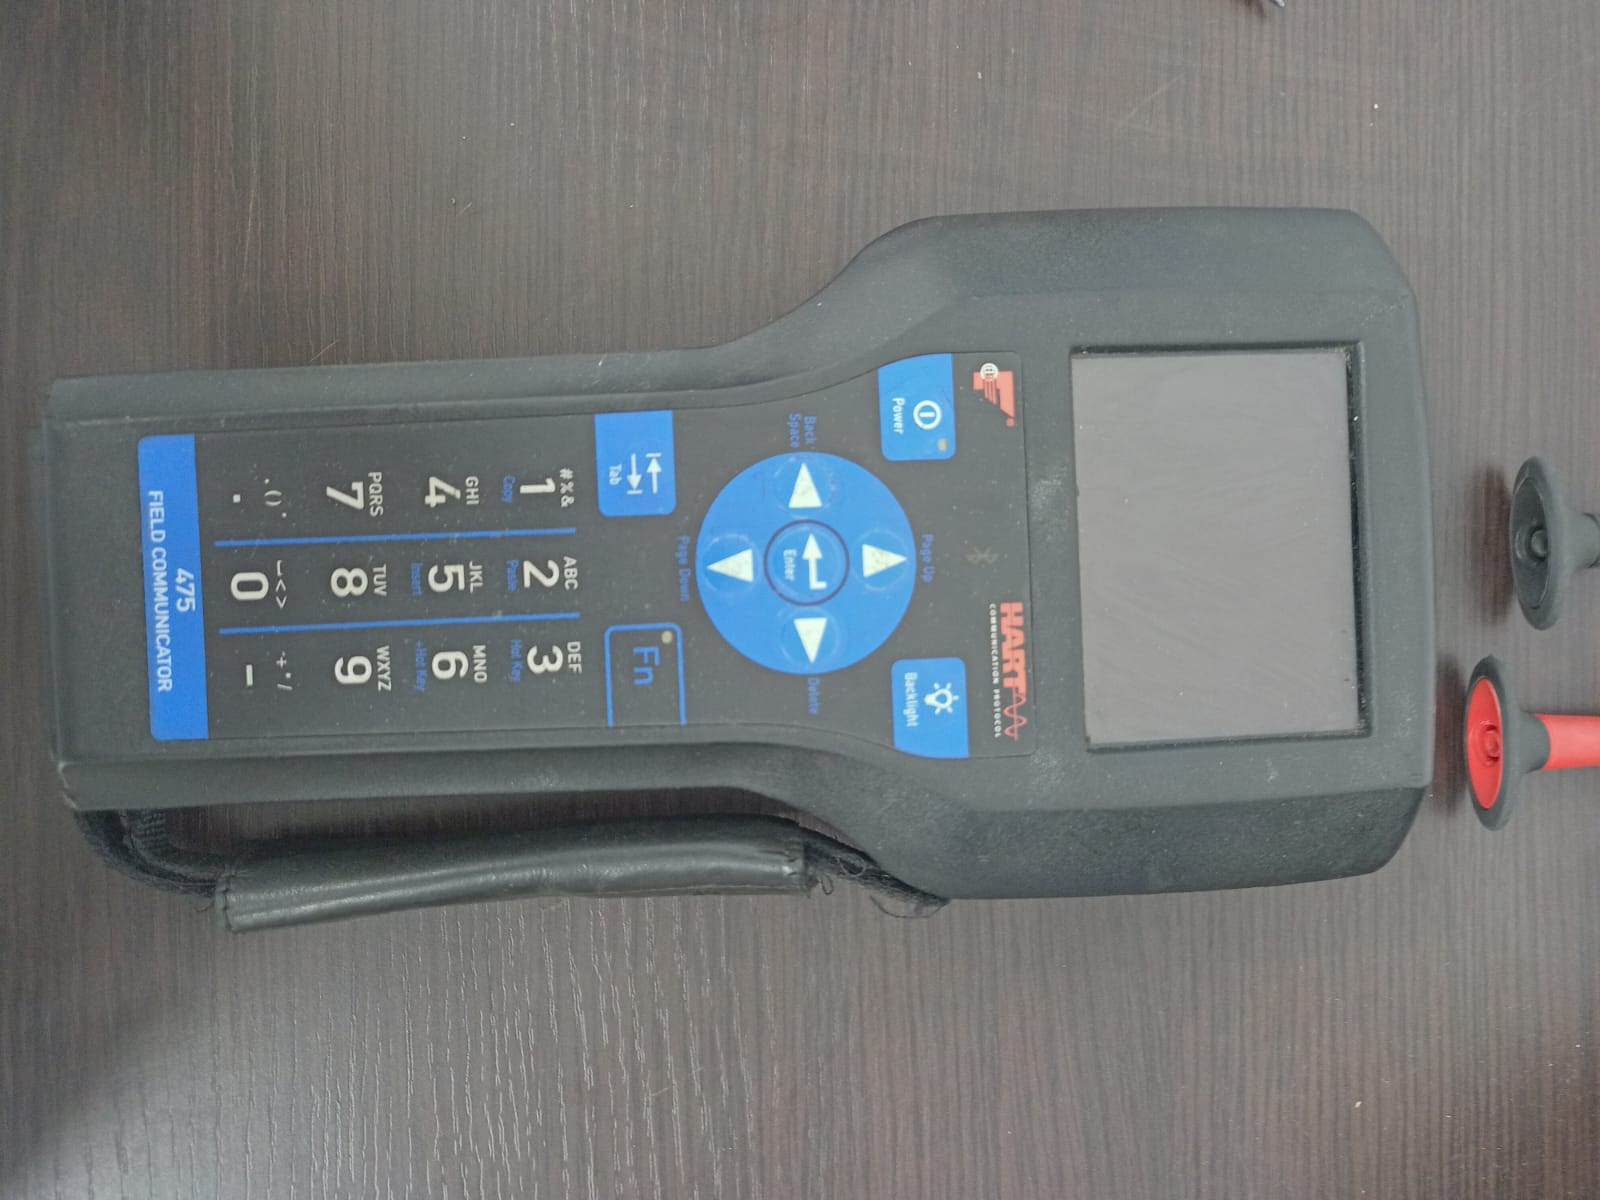 HART
COMMUNICATION PROTOCOL
Power
Backlight
Page Up
Back
Space
Enter
Delete
Page Down
Tab
Fn
#%& ABC DEF
1 2 3
Copy Paste Hot Key
GHI JKL MNO
4 5 6
Insert +Hot Key
PQRS TUV WXYZ
7 8 9
. 0 -
475
FIELD COMMUNICATOR